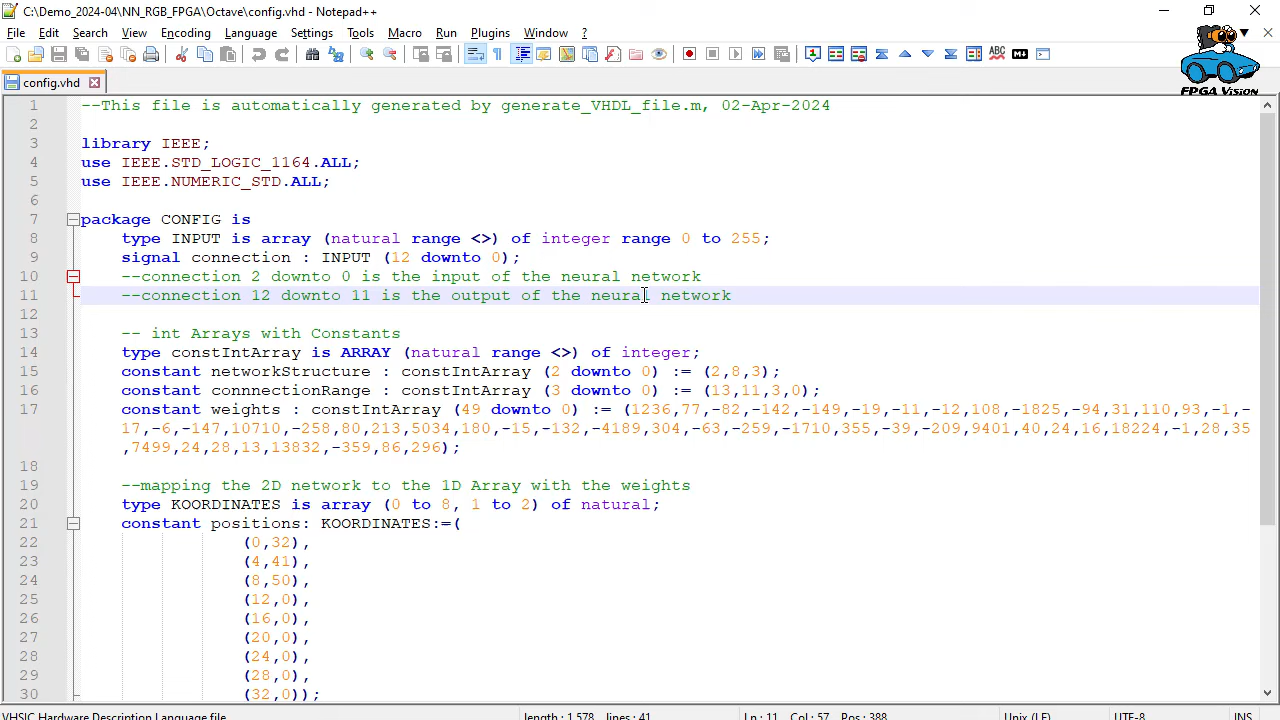 C:\Demo_2024-04\NN_RGB_FPGA\Octave\config.vhd - Notepad++
File Edit Search View Encoding Language Settings Tools Macro Run Plugins Window ?
FPGA Vision
config.vhd
1 --This file is automatically generated by generate_VHDL_file.m, 02-Apr-2024
2
3 library IEEE;
4 use IEEE.STD_LOGIC_1164.ALL;
5 use IEEE.NUMERIC_STD.ALL;
6
7 package CONFIG is
8 type INPUT is array (natural range <>) of integer range 0 to 255;
9 signal connection : INPUT (12 downto 0);
10 --connection 2 downto 0 is the input of the neural network
11 --connection 12 downto 11 is the output of the neural network
12
13 -- int Arrays with Constants
14 type constIntArray is ARRAY (natural range <>) of integer;
15 constant networkStructure : constIntArray (2 downto 0) := (2,8,3);
16 constant connnectionRange : constIntArray (3 downto 0) := (13,11,3,0);
17 constant weights : constIntArray (49 downto 0) := (1236,77,-82,-142,-149,-19,-11,-12,108,-1825,-94,31,110,93,-1,-
17,-6,-147,10710,-258,80,213,5034,180,-15,-132,-4189,304,-63,-259,-1710,355,-39,-209,9401,40,24,16,18224,-1,28,35
,7499,24,28,13,13832,-359,86,296);
18
19 --mapping the 2D network to the 1D Array with the weights
20 type KOORDINATES is array (0 to 8, 1 to 2) of natural;
21 constant positions: KOORDINATES:=(
22 (0,32),
23 (4,41),
24 (8,50),
25 (12,0),
26 (16,0),
27 (20,0),
28 (24,0),
29 (28,0),
30 (32,0));
VHSIC Hardware Description Language file length : 1,578 lines : 41 Ln : 11 Col : 57 Pos : 388 Unix (LF) UTF-8 INS